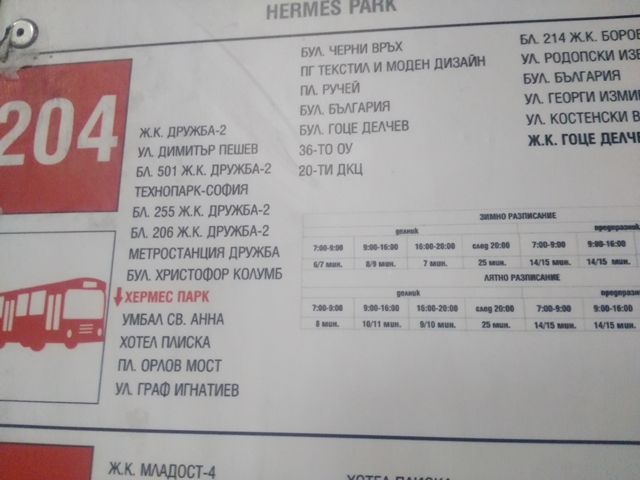 HERMES PARK
204
Ж.К. ДРУЖБА-2
УЛ. ДИМИТЪР ПЕШЕВ
БЛ. 501 Ж.К. ДРУЖБА-2
ТЕХНОПАРК-СОФИЯ
БЛ. 255 Ж.К. ДРУЖБА-2
БЛ. 206 Ж.К. ДРУЖБА-2
МЕТРОСТАНЦИЯ ДРУЖБА
БУЛ. ХРИСТОФОР КОЛУМБ
ХЕРМЕС ПАРК
УМБАЛ СВ. АННА
ХОТЕЛ ПЛИСКА
ПЛ. ОРЛОВ МОСТ
УЛ. ГРАФ ИГНАТИЕВ
БУЛ. ЧЕРНИ ВРЪХ
ПГ ТЕКСТИЛ И МОДЕН ДИЗАЙН
ПЛ. РУЧЕЙ
БУЛ. БЪЛГАРИЯ
БУЛ. ГОЦЕ ДЕЛЧЕВ
36-ТО ОУ
20-ТИ ДКЦ
БЛ. 214 Ж.К. БОРОВ
УЛ. РОДОПСКИ ИЗВ
БУЛ. БЪЛГАРИЯ
УЛ. ГЕОРГИ ИЗМИ
УЛ. КОСТЕНСКИ В
Ж.К. ГОЦЕ ДЕЛЧЕ
ЗИМНО РАЗПИСАНИЕ
делник предпразни
7:00-9:00 9:00-16:00 16:00-20:00 след 20:00 7:00-9:00 9:00-16:00
6/7 мин. 8/9 мин. 7 мин. 25 мин. 14/15 мин. 14/15 мин.
ЛЯТНО РАЗПИСАНИЕ
делник предпразн
7:00-9:00 9:00-16:00 16:00-20:00 след 20:00 7:00-9:00 9:00-16:00
8 мин. 10/11 мин. 9/10 мин. 25 мин. 14/15 мин. 14/15 мин.
Ж.К. МЛАДОСТ-4
ХОТЕЛ ПЛИСКА